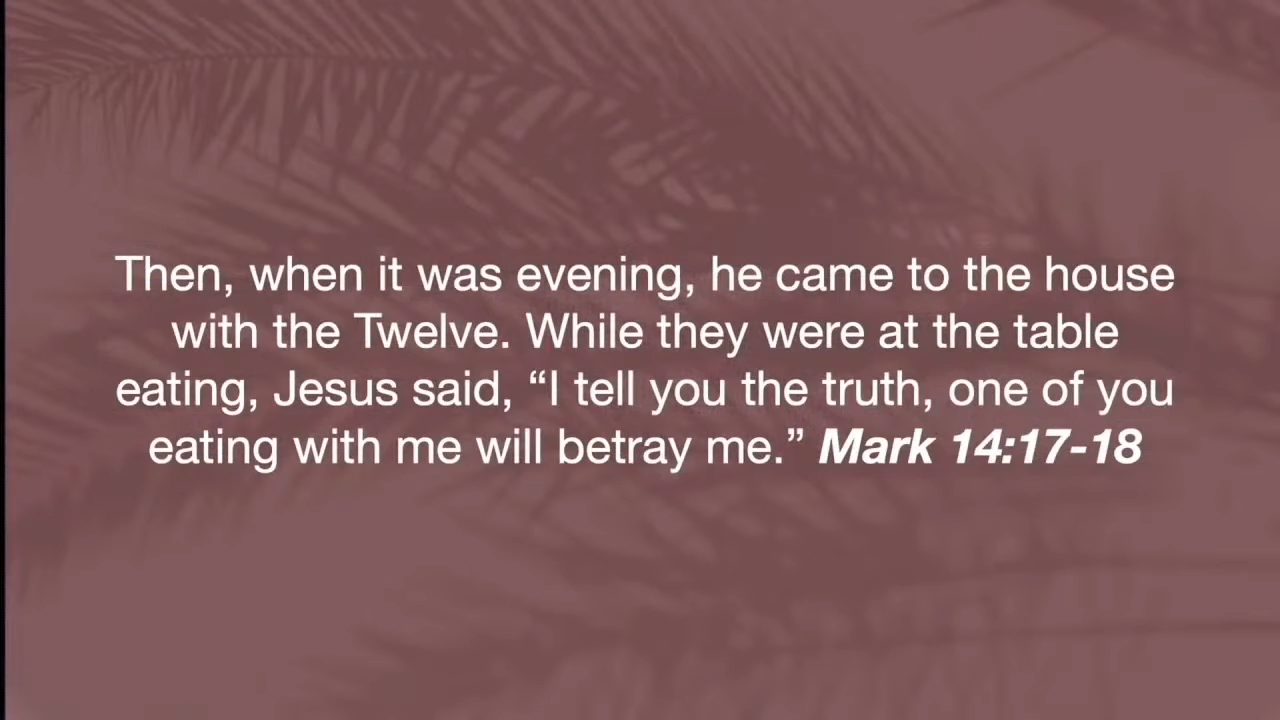 Then, when it was evening, he came to the house
with the Twelve. While they were at the table
eating, Jesus said, “I tell you the truth, one of you
eating with me will betray me.” Mark 14:17-18